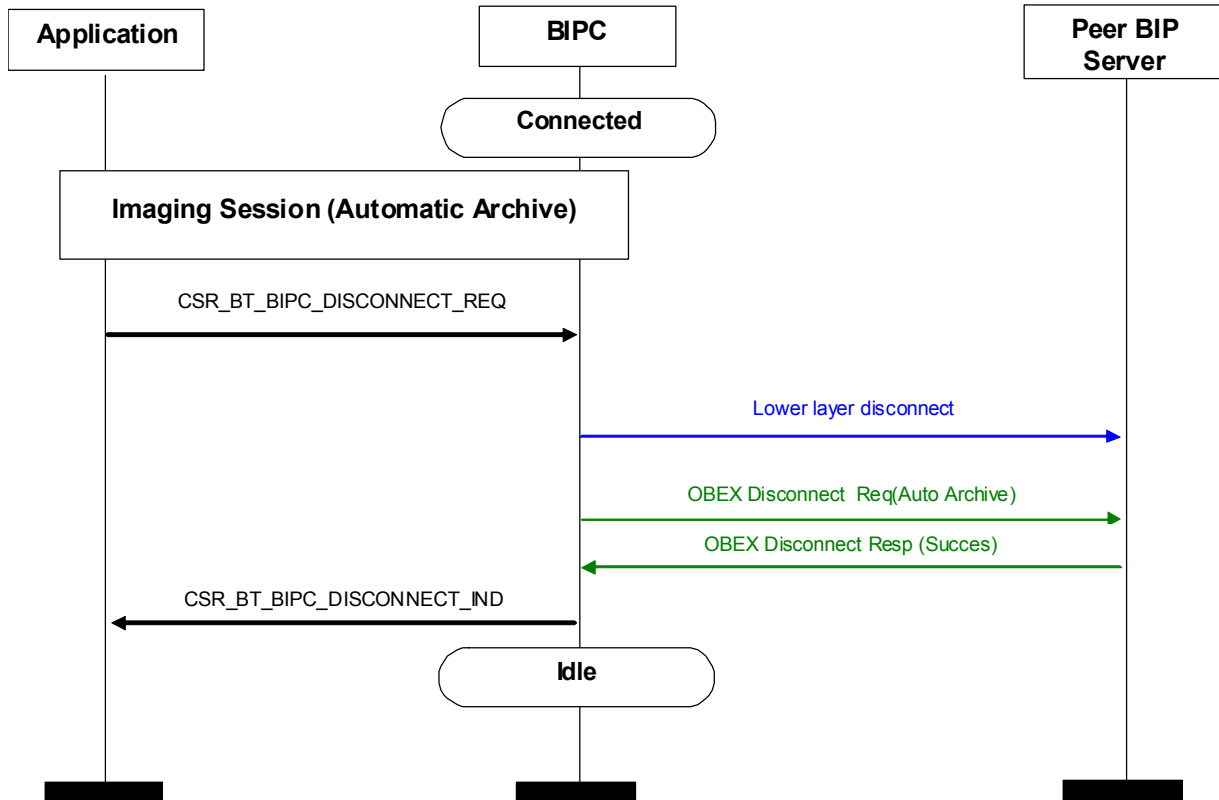 Application
BIPC
Peer BIP
Server
Connected
Imaging Session (Automatic Archive)
CSR_BT_BIPC_DISCONNECT_REQ
Lower layer disconnect
OBEX Disconnect Req(Auto Archive)
OBEX Disconnect Resp (Succes)
CSR_BT_BIPC_DISCONNECT_IND
Idle